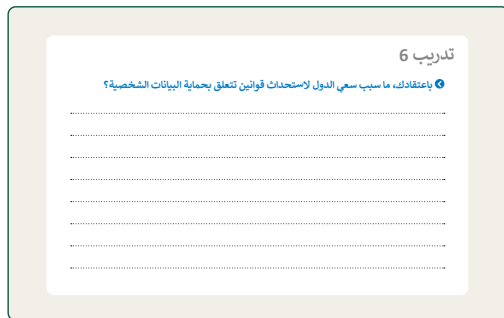 تدريب 6
باعتقادك، ما سبب سعي الدول لاستحداث قوانين تتعلق بحماية البيانات الشخصية؟